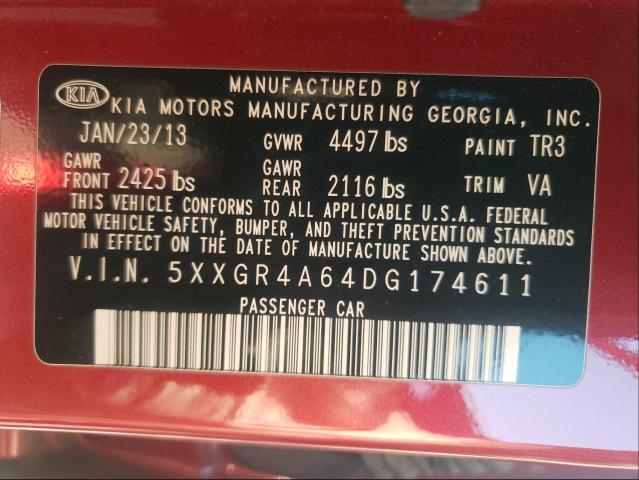 MANUFACTURED BY
KIA KIA MOTORS MANUFACTURING GEORGIA, INC.
JAN/23/13 GVWR 4497 lbs PAINT TR3
GAWR FRONT 2425 lbs GAWR REAR 2116 lbs TRIM VA
THIS VEHICLE CONFORMS TO ALL APPLICABLE U.S.A. FEDERAL
MOTOR VEHICLE SAFETY, BUMPER, AND THEFT PREVENTION STANDARDS
IN EFFECT ON THE DATE OF MANUFACTURE SHOWN ABOVE.
V.I.N. 5XXGR4A64DG174611
PASSENGER CAR